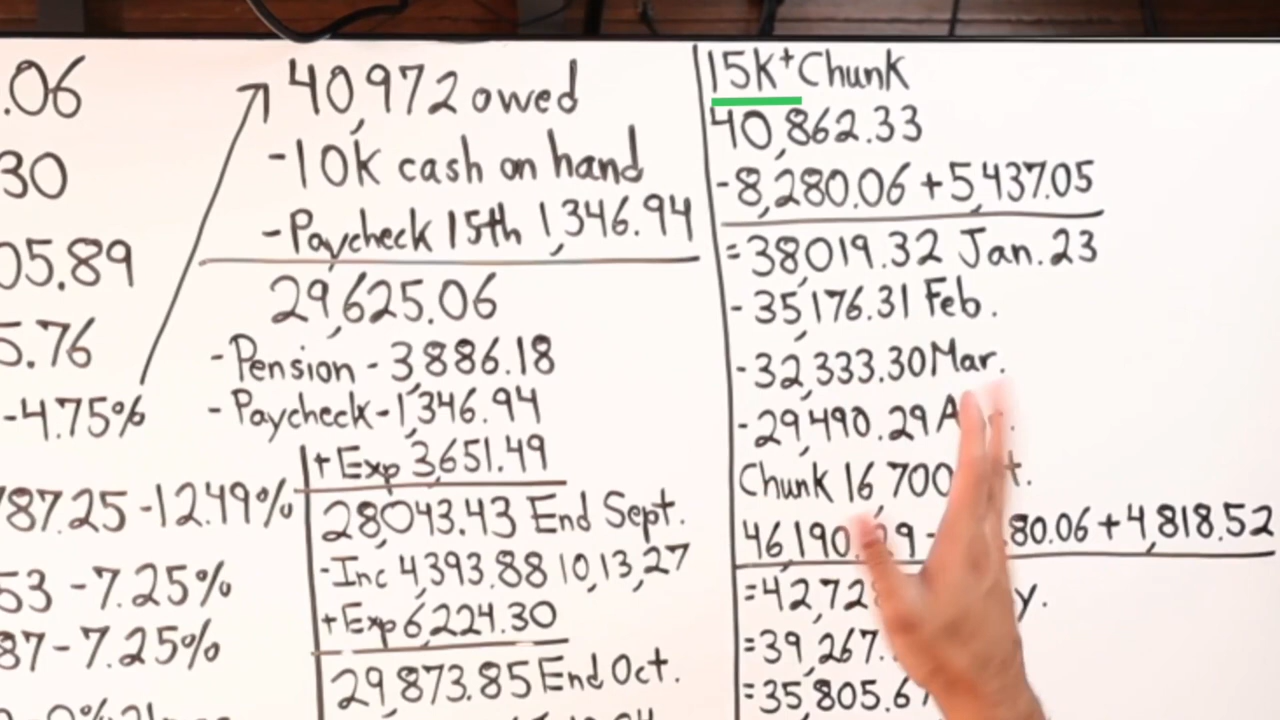 .06
30
05.89
5.76
-4.75%
87.25 -12.49%
53 -7.25%
87 -7.25%
40,972 owed
-10K cash on hand
-Paycheck 15th 1,346.94
29,625.06
-Pension - 3,886.18
-Paycheck - 1,346.94
+Exp 3,651.49
28,043.43 End Sept.
-Inc 4393.88 10,13,27
+Exp 6,224.30
29,873.85 End Oct.
15K+ Chunk
40,862.33
-8,280.06 + 5,437.05
=38,019.32 Jan. 23
-35,176.31 Feb.
-32,333.30 Mar.
-29,490.29
Chunk 16,700
46,190. 9 - 80.06 + 4,818.52
=42,72
=39,267.
=35,805.6